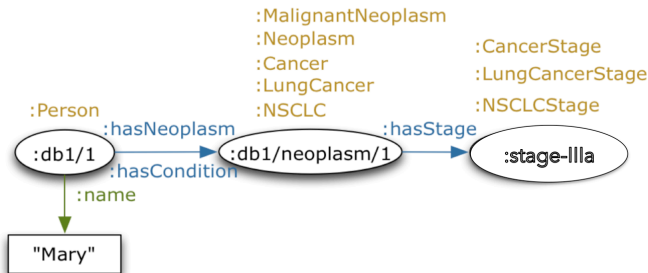 :MalignantNeoplasm
:Neoplasm
:Cancer
:LungCancer
:NSCLC
:CancerStage
:LungCancerStage
:NSCLCStage
:Person
:hasNeoplasm
:hasStage
:db1/1
:db1/neoplasm/1
:stage-IIIa
:hasCondition
:name
"Mary"